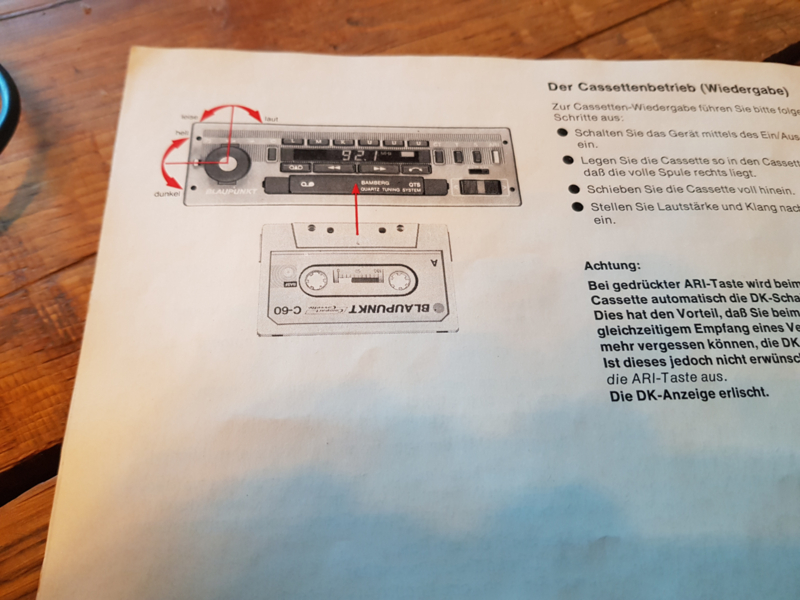 leise
laut
hell
dunkel
92.1
BLAUPUNKT
BAMBERG
QTS
QUARTZ TUNING SYSTEM
A
BLAUPUNKT
C-60
Der Cassettenbetrieb (Wiedergabe)
Zur Cassetten-Wiedergabe führen Sie bitte folge
Schritte aus:
● Schalten Sie das Gerät mittels des Ein/Aus
ein.
● Legen Sie die Cassette so in den Cassett
daß die volle Spule rechts liegt.
● Schieben Sie die Cassette voll hinein.
● Stellen Sie Lautstärke und Klang nach
ein.
Achtung:
Bei gedrückter ARI-Taste wird beim
Cassette automatisch die DK-Scha
Dies hat den Vorteil, daß Sie beim
gleichzeitigem Empfang eines Ve
mehr vergessen können, die DK
Ist dieses jedoch nicht erwünsc
die ARI-Taste aus.
Die DK-Anzeige erlischt.